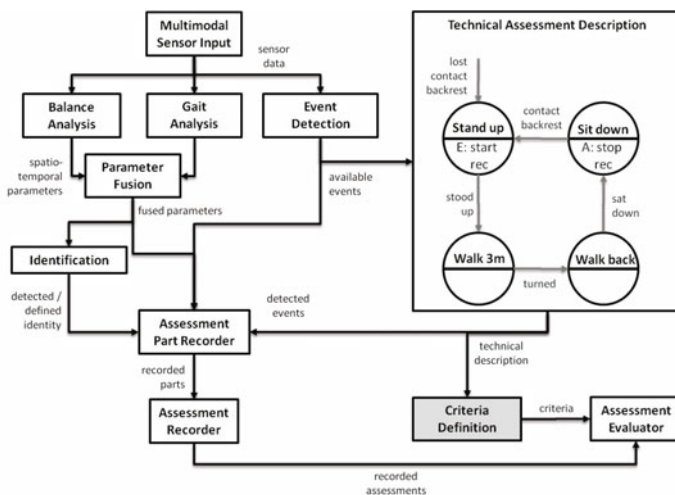 Multimodal
Sensor Input
sensor
data
Balance
Analysis
Gait
Analysis
Event
Detection
spatio-
temporal
parameters
Parameter
Fusion
available
events
fused parameters
Identification
detected /
defined
identity
detected
events
Assessment
Part Recorder
recorded
parts
Assessment
Recorder
recorded
assessments
Technical Assessment Description
lost
contact
backrest
Stand up
E: start
rec
contact
backrest
Sit down
A: stop
rec
stood
up
sat
down
Walk 3m
turned
Walk back
technical
description
Criteria
Definition
criteria
Assessment
Evaluator